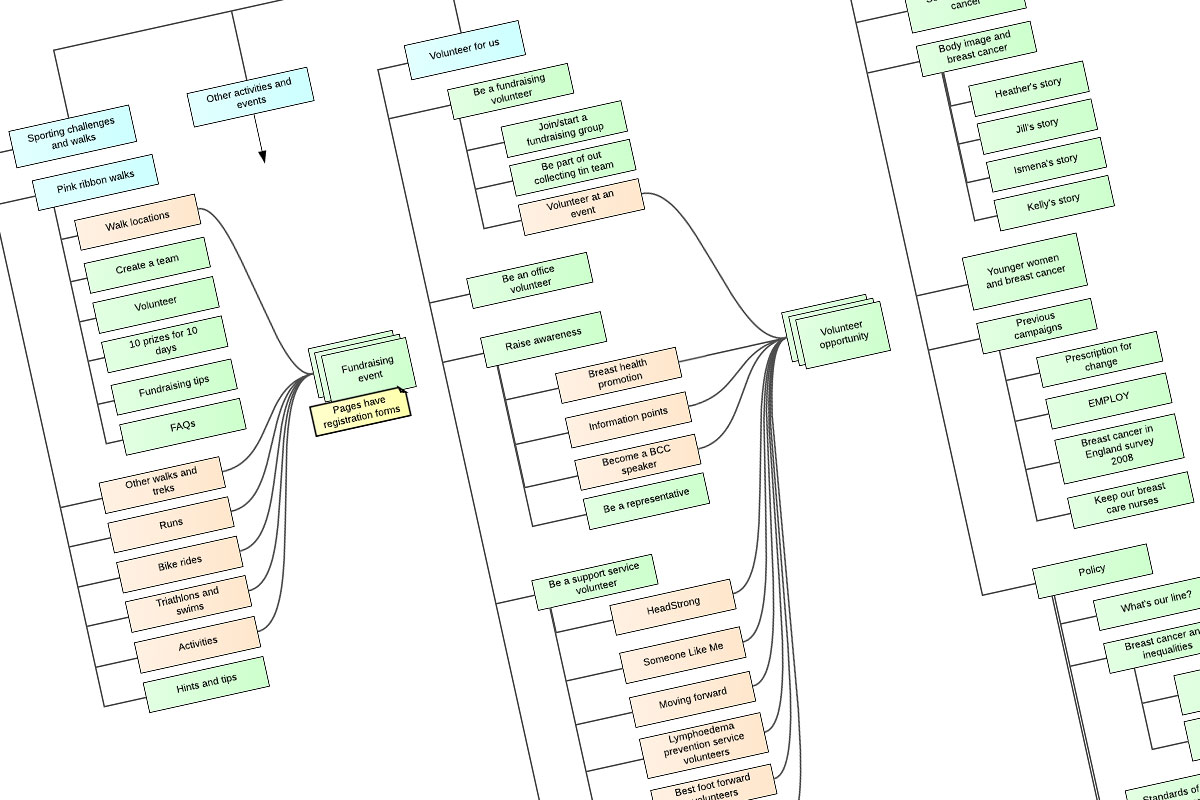 Sporting challenges
and walks
Other activities and
events
Pink ribbon walks
Walk locations
Create a team
Volunteer
10 prizes for 10
days
Fundraising tips
FAQs
Other walks and
treks
Runs
Bike rides
Triathlons and
swims
Activities
Hints and tips
Fundraising
event
Pages have
registration forms
Volunteer for us
Be a fundraising
volunteer
Join/start a
fundraising group
Be part of out
collecting tin team
Volunteer at an
event
Be an office
volunteer
Raise awareness
Breast health
promotion
Information points
Become a BCC
speaker
Be a representative
Be a support service
volunteer
HeadStrong
Someone Like Me
Moving forward
Lymphoedema
prevention service
volunteers
Best foot forward
volunteers
Volunteer
opportunity
cancer
Body image and
breast cancer
Heather's story
Jill's story
Ismena's story
Kelly's story
Younger women
and breast cancer
Previous
campaigns
Prescription for
change
EMPLOY
Breast cancer in
England survey
2008
Keep our breast
care nurses
Policy
What's our line?
Breast cancer an
inequalities
Standards of